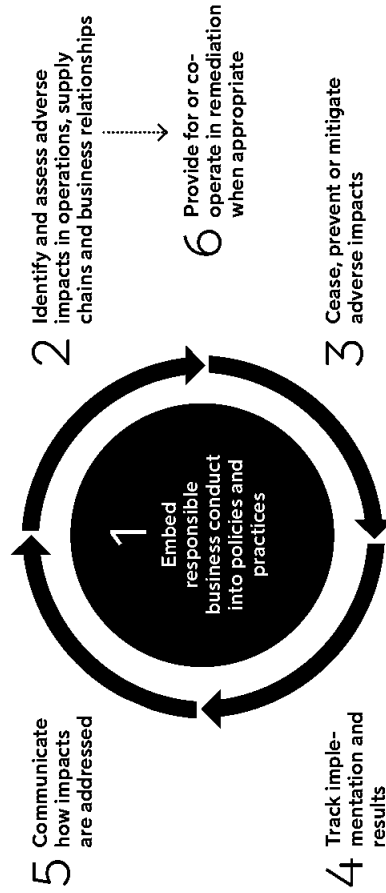 1
Embed
responsible
business conduct
into policies and
practices
2
Identify and assess adverse
impacts in operations, supply
chains and business relationships
3
Cease, prevent or mitigate
adverse impacts
4
Track imple-
mentation and
results
5
Communicate
how impacts
are addressed
6
Provide for or co-
operate in remediation
when appropriate